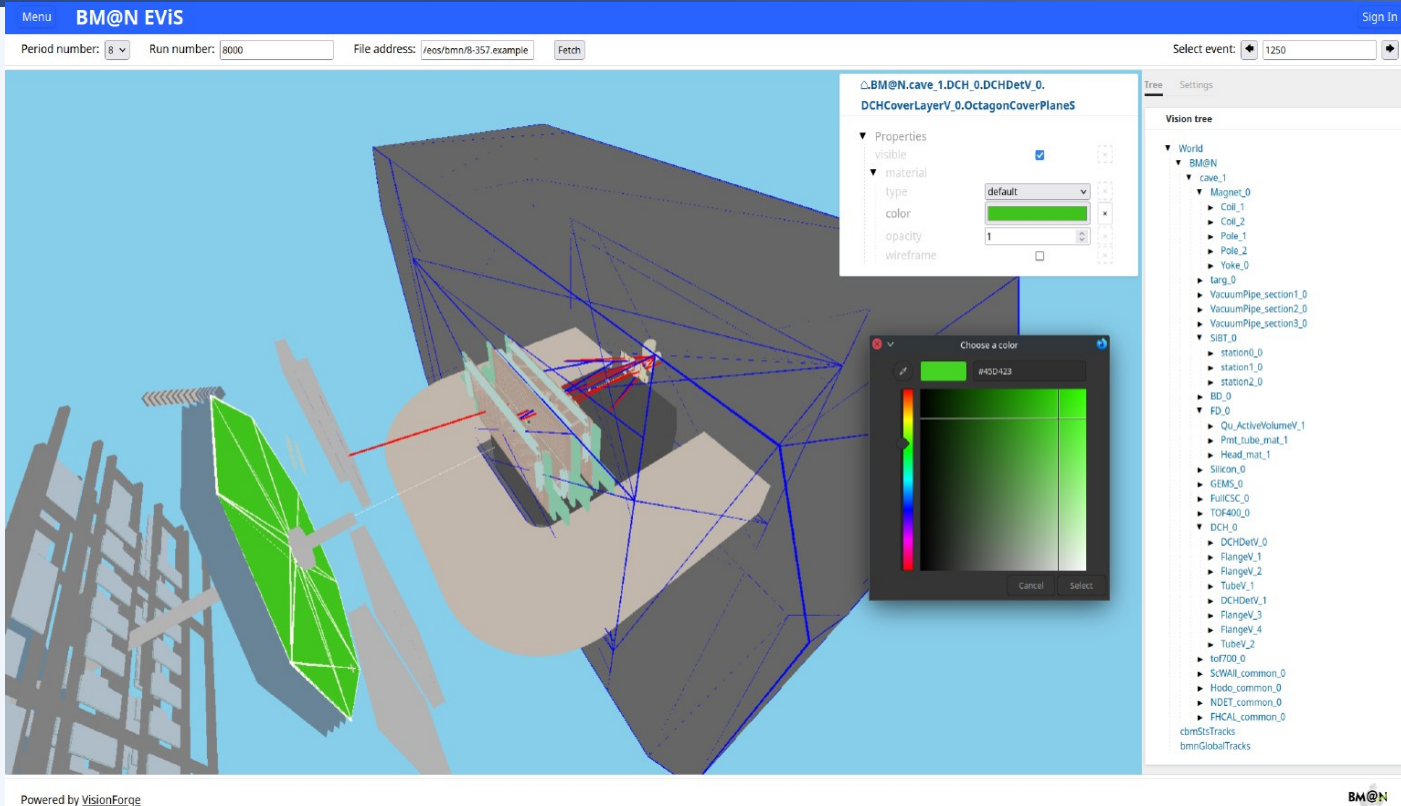 Menu BM@N EViS Sign In
Period number: 8 Run number: 8000 File address: /eos/bmn/8-357.example Fetch Select event: 1250
⌂.BM@N.cave_1.DCH_0.DCHDetV_0.
DCHCoverLayerV_0.OctagonCoverPlaneS
Properties
visible
material
type default
color
opacity 1
wireframe
Choose a color
#45D423
Cancel Select
Tree Settings
Vision tree
World
BM@N
cave_1
Magnet_0
Coil_1
Coil_2
Pole_1
Pole_2
Yoke_0
targ_0
VacuumPipe_section1_0
VacuumPipe_section2_0
VacuumPipe_section3_0
SiBT_0
station0_0
station1_0
station2_0
BD_0
FD_0
Qu_ActiveVolumeV_1
Pmt_tube_mat_1
Head_mat_1
Silicon_0
GEMS_0
FullCSC_0
TOF400_0
DCH_0
DCHDetV_0
FlangeV_1
FlangeV_2
TubeV_1
DCHDetV_1
FlangeV_3
FlangeV_4
TubeV_2
tof700_0
ScWAll_common_0
Hodo_common_0
NDET_common_0
FHCAL_common_0
cbmStsTracks
bmnGlobalTracks
Powered by VisionForge BM@N